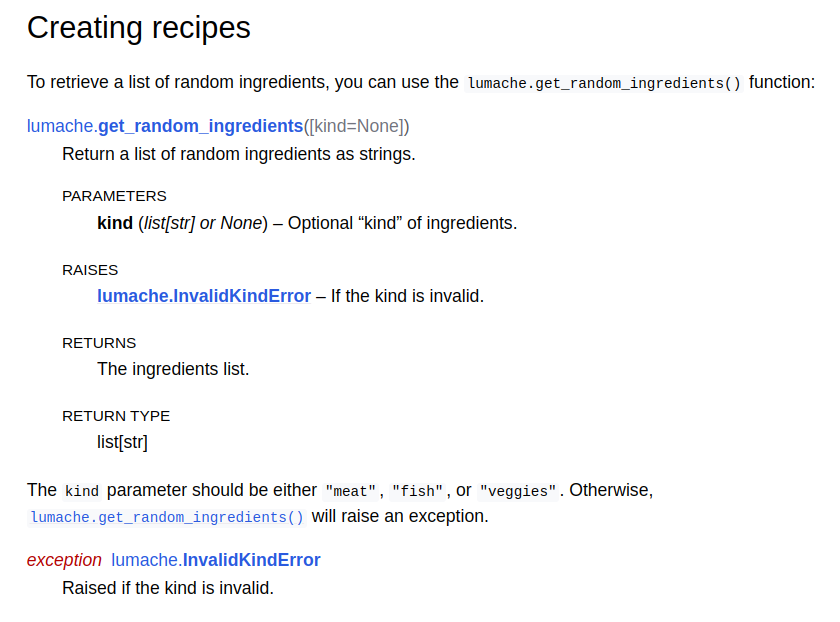 Creating recipes
To retrieve a list of random ingredients, you can use the lumache.get_random_ingredients() function:
lumache.get_random_ingredients([kind=None])
Return a list of random ingredients as strings.
PARAMETERS
kind (list[str] or None) – Optional “kind” of ingredients.
RAISES
lumache.InvalidKindError – If the kind is invalid.
RETURNS
The ingredients list.
RETURN TYPE
list[str]
The kind parameter should be either "meat", "fish", or "veggies". Otherwise,
lumache.get_random_ingredients() will raise an exception.
exception lumache.InvalidKindError
Raised if the kind is invalid.